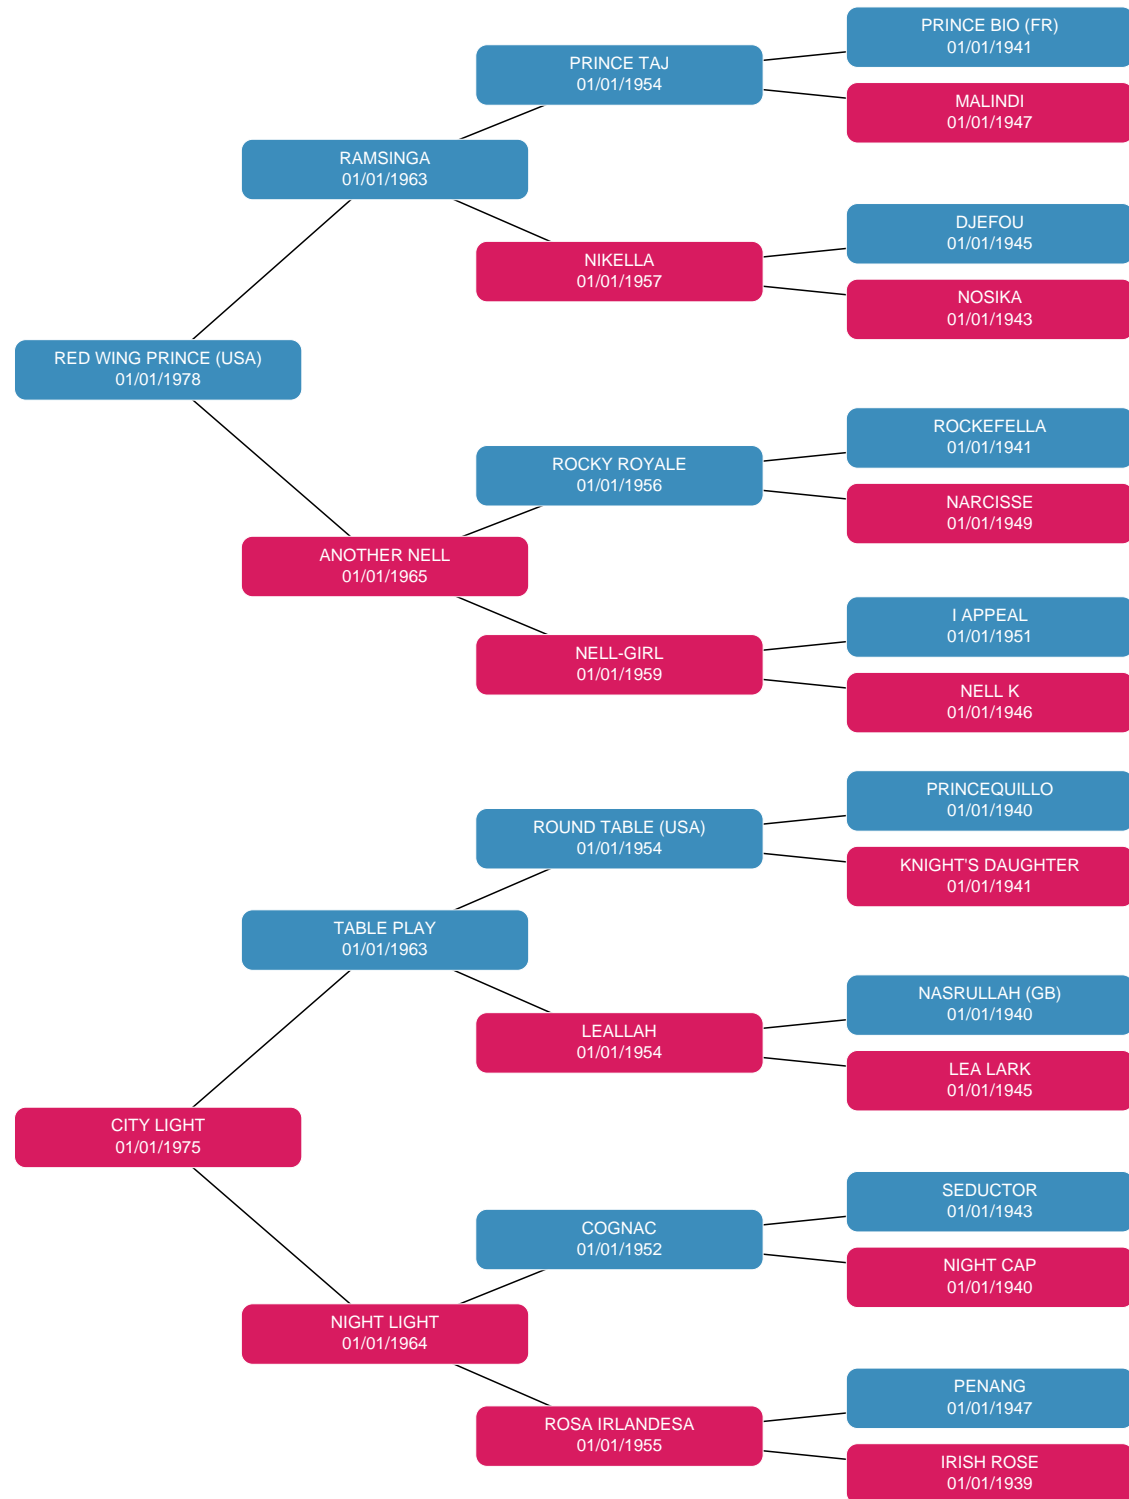 PRINCE BIO (FR)
01/01/1941
PRINCE TAJ
01/01/1954
MALINDI
01/01/1947
RAMSINGA
01/01/1963
DJEFOU
01/01/1945
NIKELLA
01/01/1957
NOSIKA
01/01/1943
RED WING PRINCE (USA)
01/01/1978
ROCKEFELLA
01/01/1941
ROCKY ROYALE
01/01/1956
NARCISSE
01/01/1949
ANOTHER NELL
01/01/1965
I APPEAL
01/01/1951
NELL-GIRL
01/01/1959
NELL K
01/01/1946
PRINCEQUILLO
01/01/1940
ROUND TABLE (USA)
01/01/1954
KNIGHT'S DAUGHTER
01/01/1941
TABLE PLAY
01/01/1963
NASRULLAH (GB)
01/01/1940
LEALLAH
01/01/1954
LEA LARK
01/01/1945
CITY LIGHT
01/01/1975
SEDUCTOR
01/01/1943
COGNAC
01/01/1952
NIGHT CAP
01/01/1940
NIGHT LIGHT
01/01/1964
PENANG
01/01/1947
ROSA IRLANDESA
01/01/1955
IRISH ROSE
01/01/1939